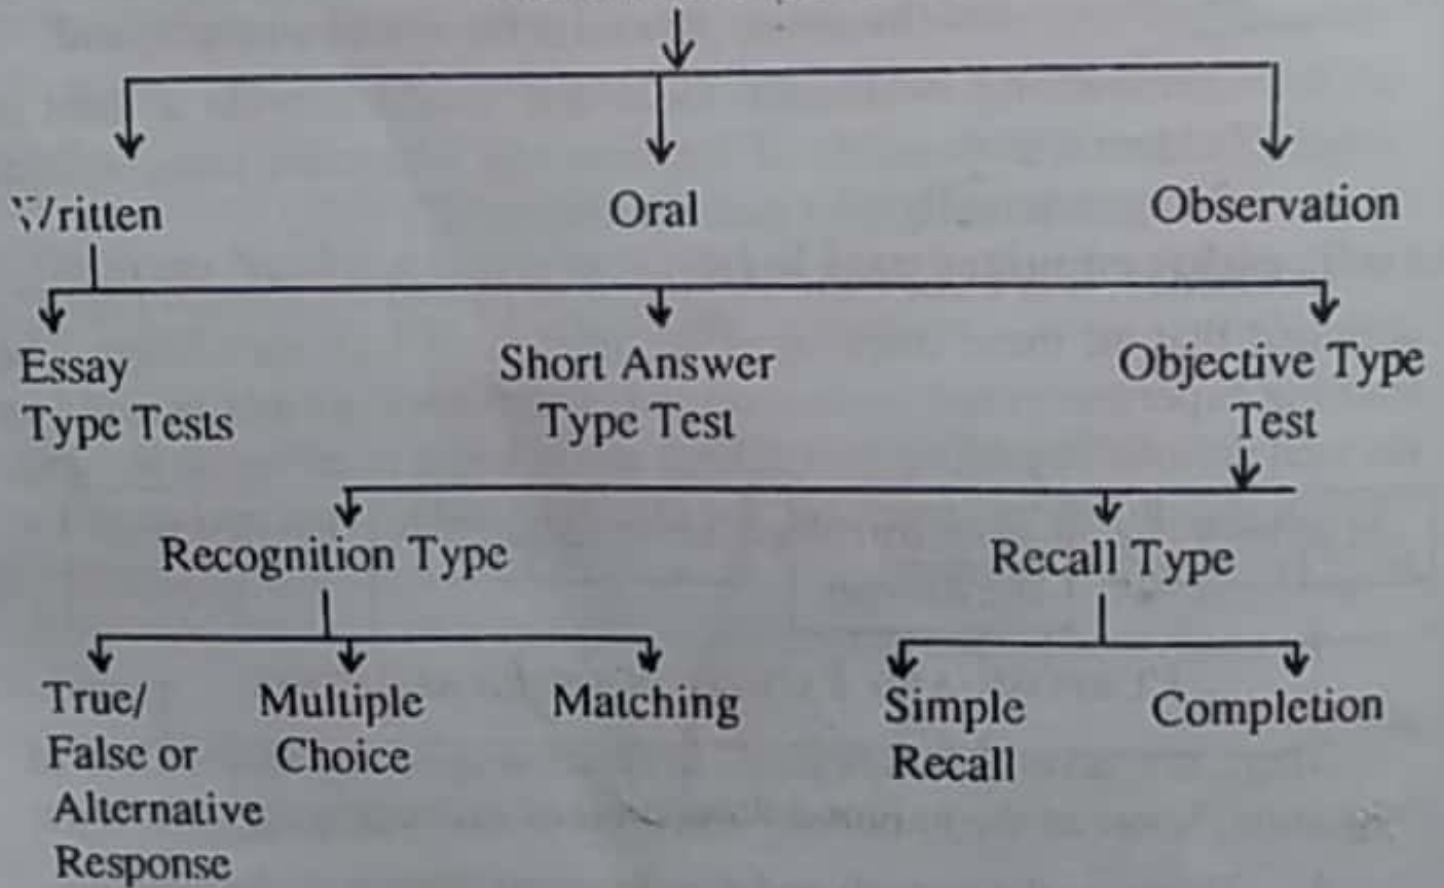 Written Oral Observation
Essay Short Answer Objective Type
Type Tests Type Test Test
Recognition Type Recall Type
True/ Multiple Matching Simple Completion
False or Choice Recall
Alternative
Response